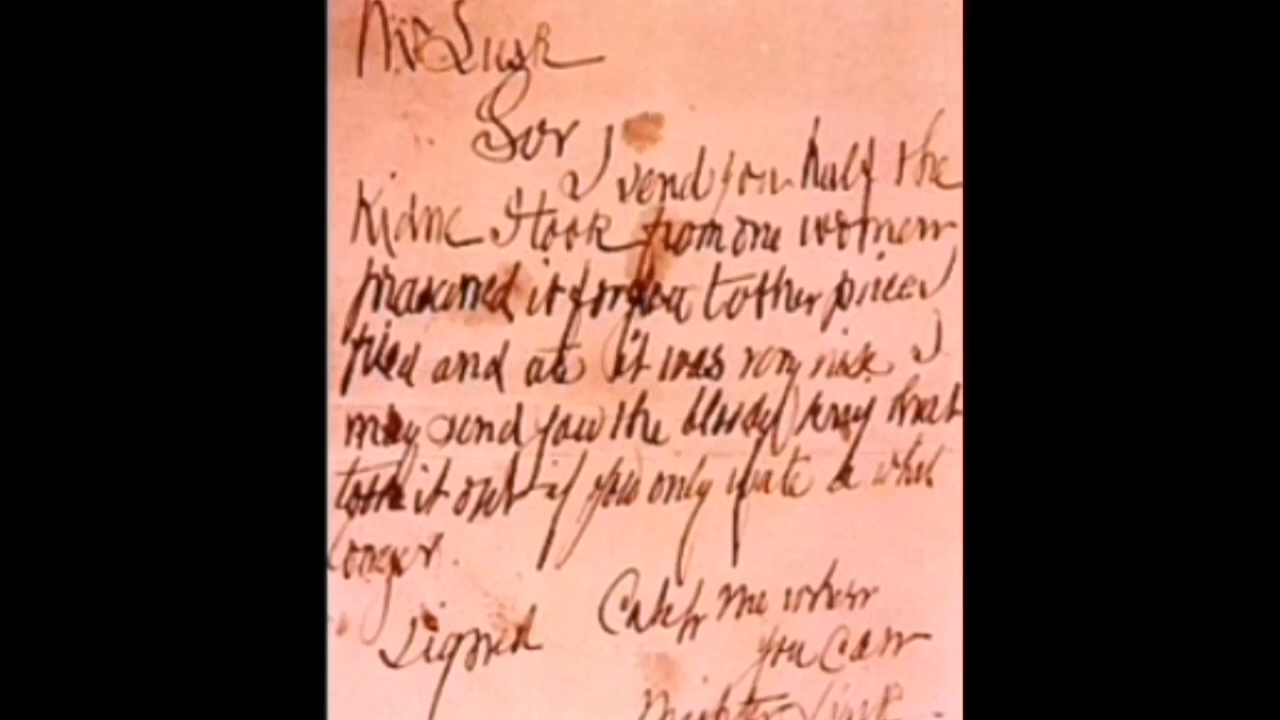 Mr Lusk
Sor
I send you half the
Kidne I took from one women
prasarved it for you tother piece I
fried and ate it was very nise I
may send you the bloody knif that
took it out if you only wate a whil
longer.
signed
Catch me when
you Can
Mishter Lusk